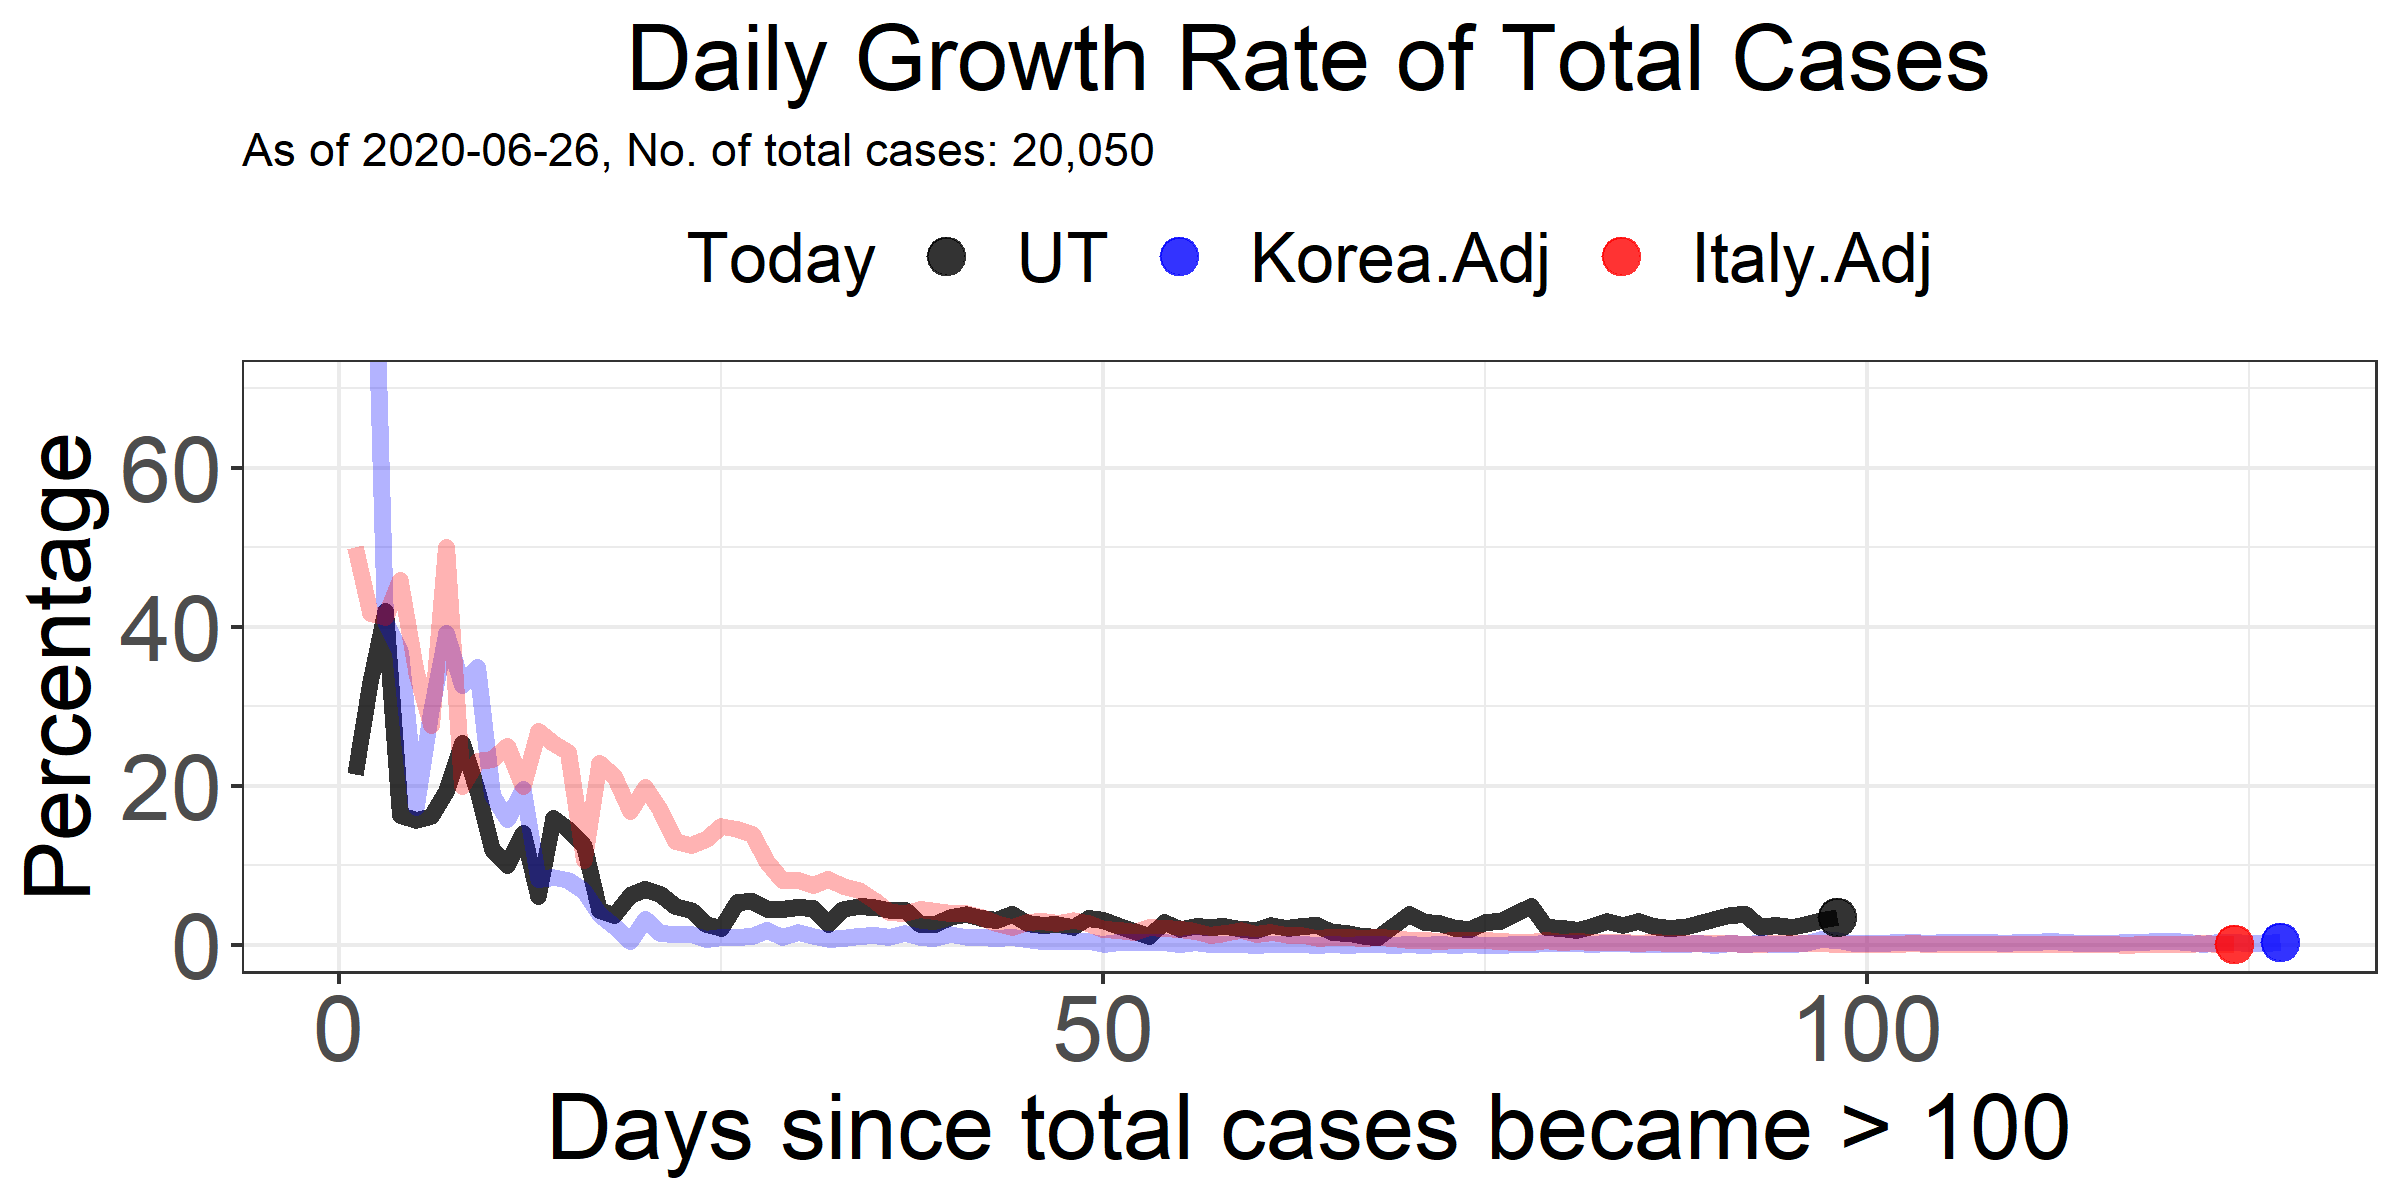 Daily Growth Rate of Total Cases
As of 2020-06-26, No. of total cases: 20,050
Today UT Korea.Adj Italy.Adj
Percentage
60
40
20
0
0 50 100
Days since total cases became > 100